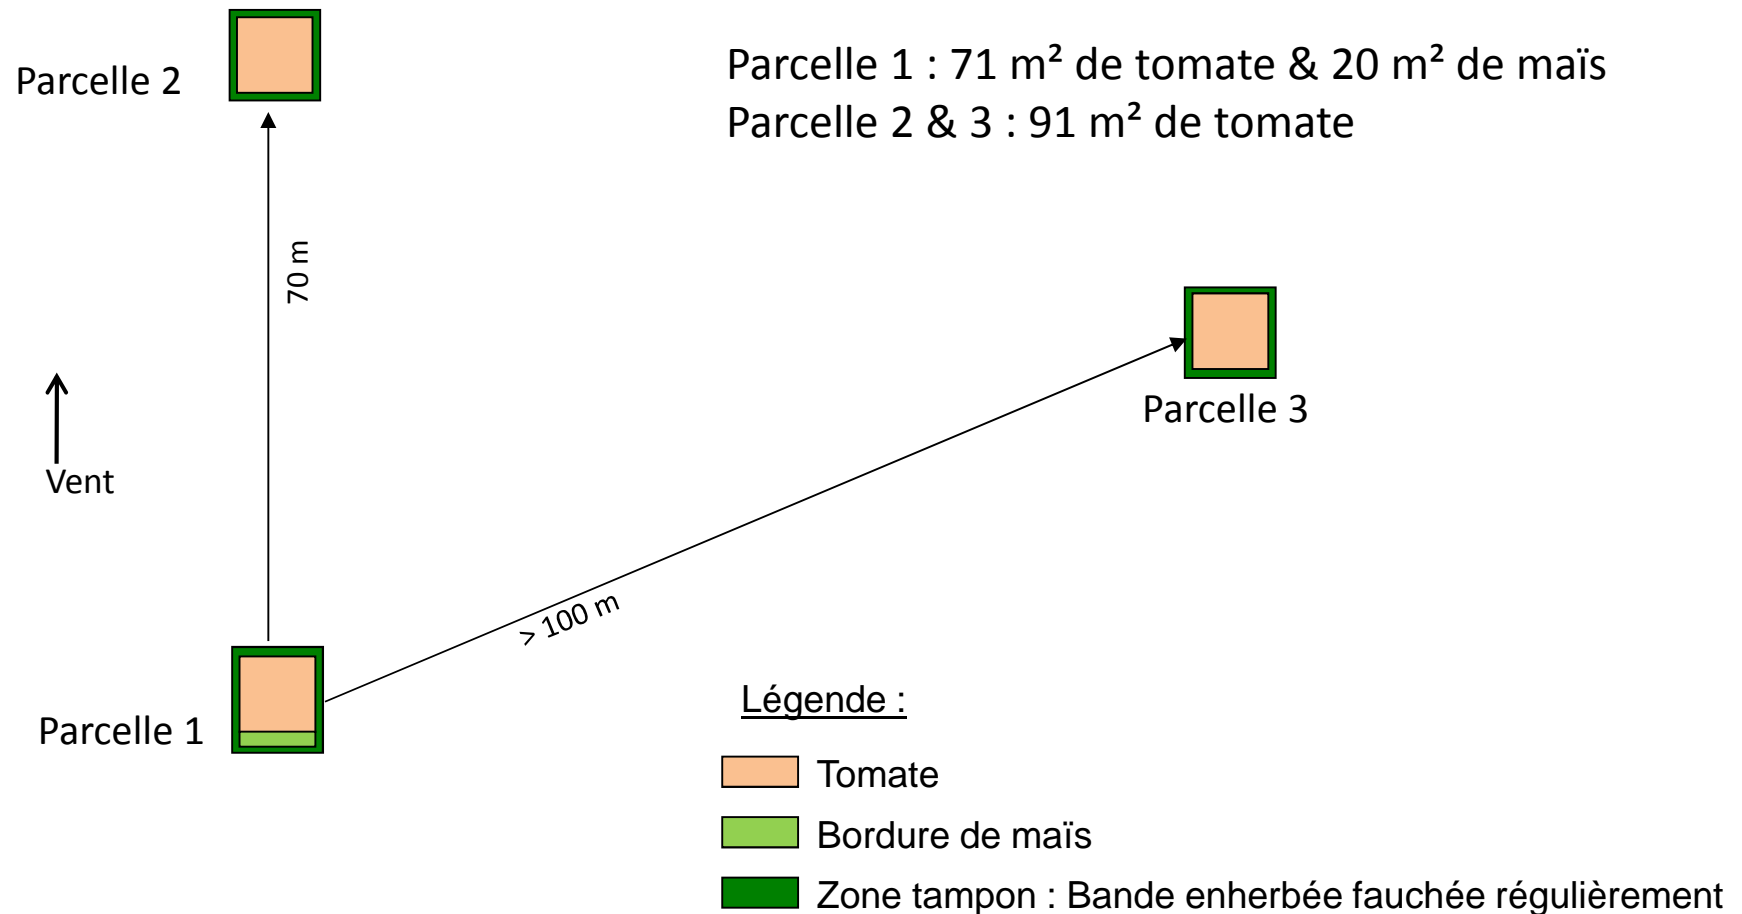 Parcelle 2
Parcelle 1 : 71 m² de tomate & 20 m² de maïs
Parcelle 2 & 3 : 91 m² de tomate
70 m
Parcelle 3
Vent
> 100 m
Parcelle 1
Légende :
Tomate
Bordure de maïs
Zone tampon : Bande enherbée fauchée régulièrement